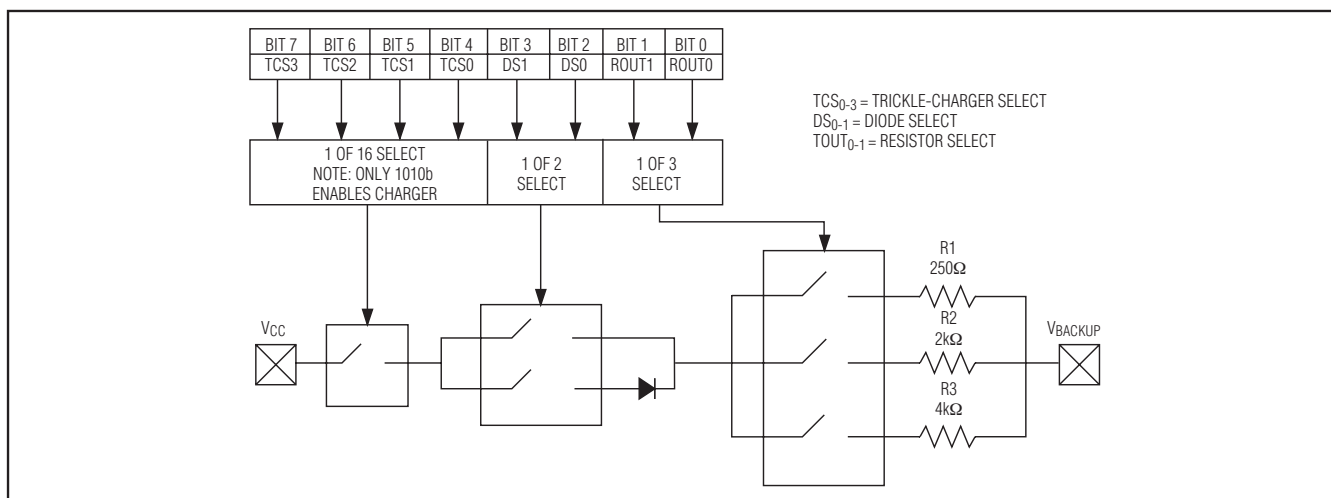 BIT 7 BIT 6 BIT 5 BIT 4 BIT 3 BIT 2 BIT 1 BIT 0
TCS3 TCS2 TCS1 TCS0 DS1 DS0 ROUT1 ROUT0
TCS0-3 = TRICKLE-CHARGER SELECT
DS0-1 = DIODE SELECT
TOUT0-1 = RESISTOR SELECT
1 OF 16 SELECT
NOTE: ONLY 1010b
ENABLES CHARGER
1 OF 2
SELECT
1 OF 3
SELECT
R1
250Ω
VCC
R2
2kΩ
VBACKUP
R3
4kΩ